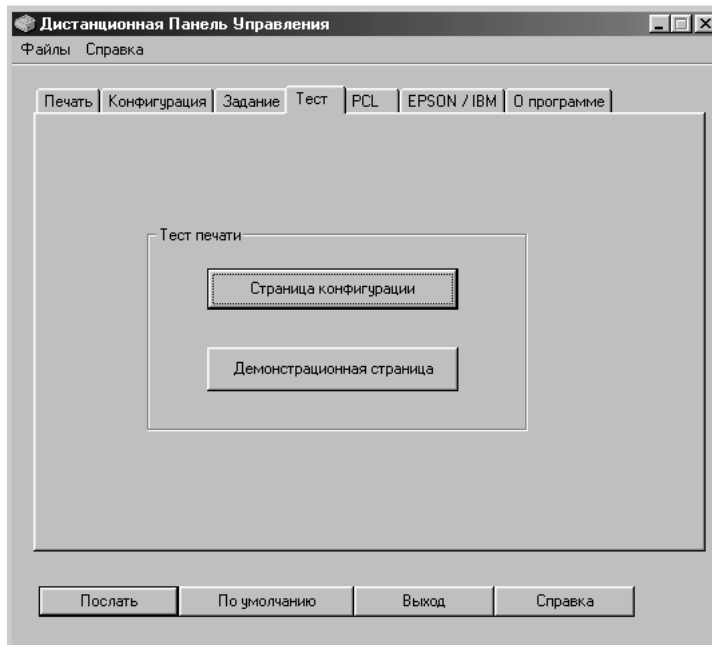 Дистанционная Панель Управления
Файлы Справка
Печать Конфигурация Задание Тест PCL EPSON / IBM О программе
Тест печати
Страница конфигурации
Демонстрационная страница
Послать По умолчанию Выход Справка